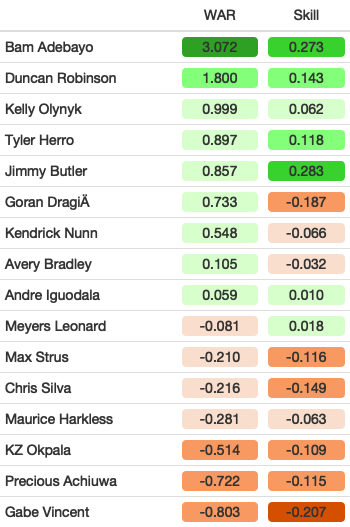 WAR Skill
Bam Adebayo 3.072 0.273
Duncan Robinson 1.800 0.143
Kelly Olynyk 0.999 0.062
Tyler Herro 0.897 0.118
Jimmy Butler 0.857 0.283
Goran DragiÄ 0.733 -0.187
Kendrick Nunn 0.548 -0.066
Avery Bradley 0.105 -0.032
Andre Iguodala 0.059 0.010
Meyers Leonard -0.081 0.018
Max Strus -0.210 -0.116
Chris Silva -0.216 -0.149
Maurice Harkless -0.281 -0.063
KZ Okpala -0.514 -0.109
Precious Achiuwa -0.722 -0.115
Gabe Vincent -0.803 -0.207